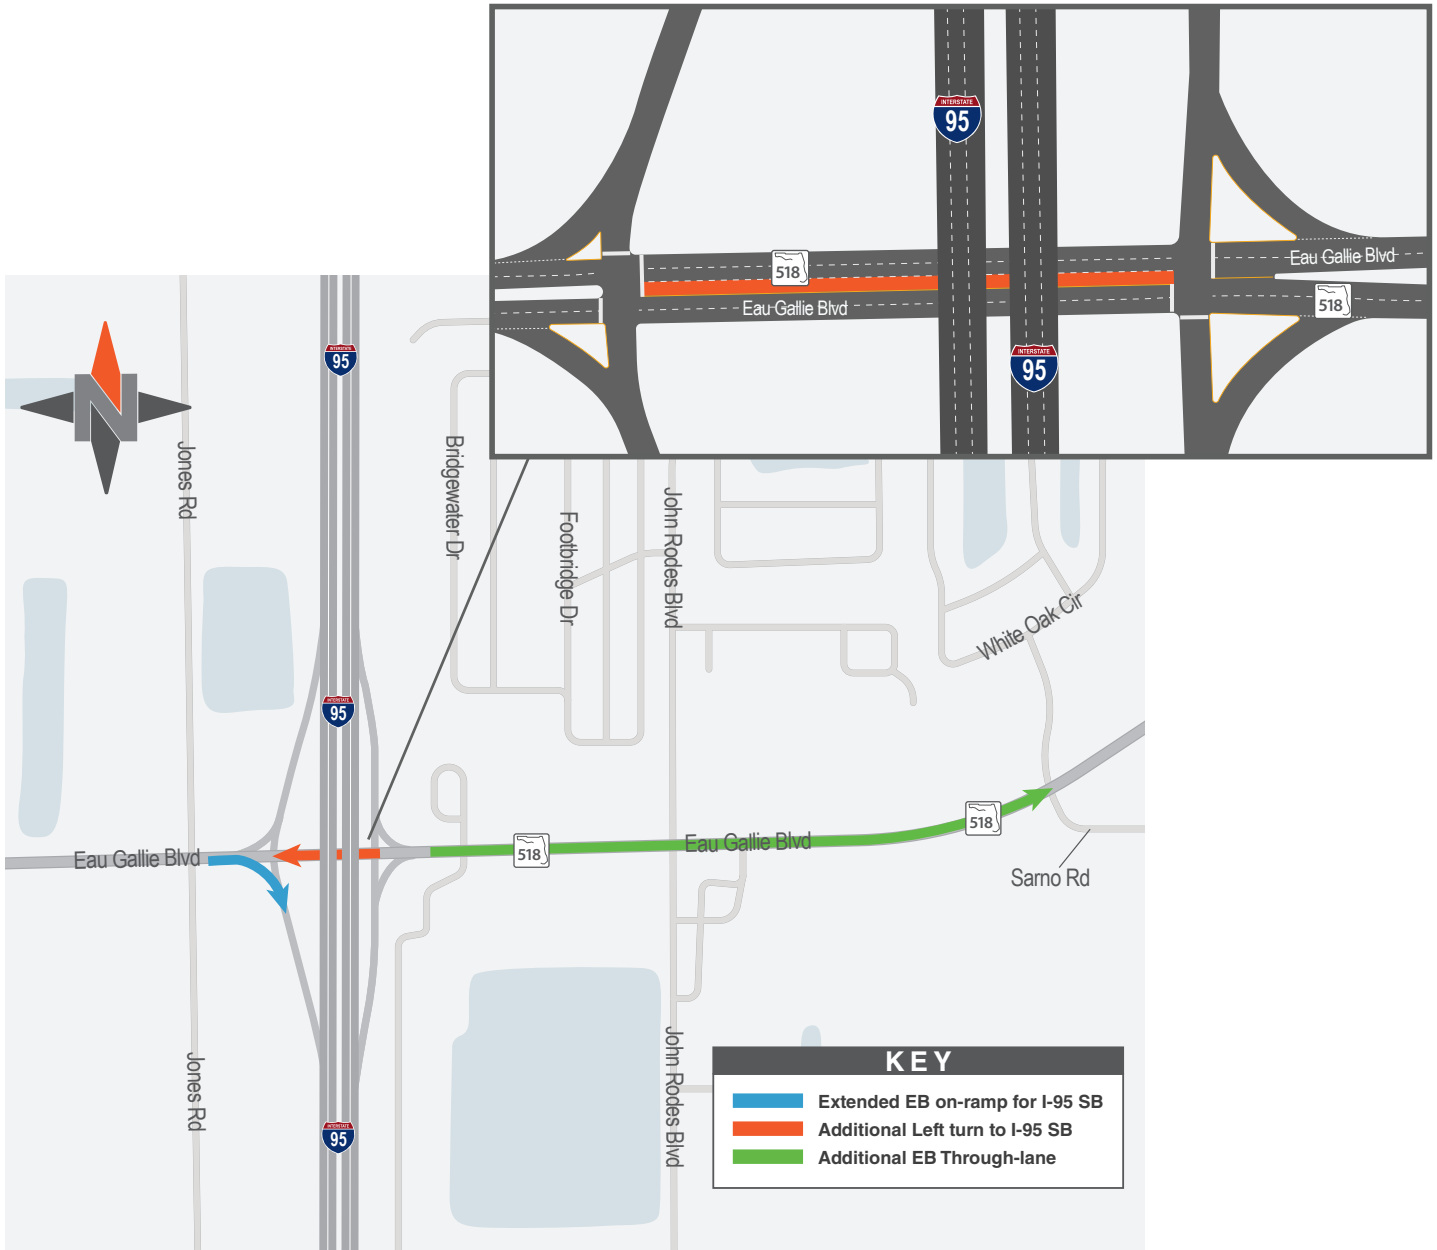 INTERSTATE
95
518
Eau Gallie Blvd
Eau Gallie Blvd
518
INTERSTATE
95
INTERSTATE
95
N
Jones Rd
Bridgewater Dr
Footbridge Dr
John Rodes Blvd
White Oak Cir
INTERSTATE
95
Eau Gallie Blvd
518
Eau Gallie Blvd
518
Sarno Rd
Jones Rd
John Rodes Blvd
INTERSTATE
95
KEY
Extended EB on-ramp for I-95 SB
Additional Left turn to I-95 SB
Additional EB Through-lane